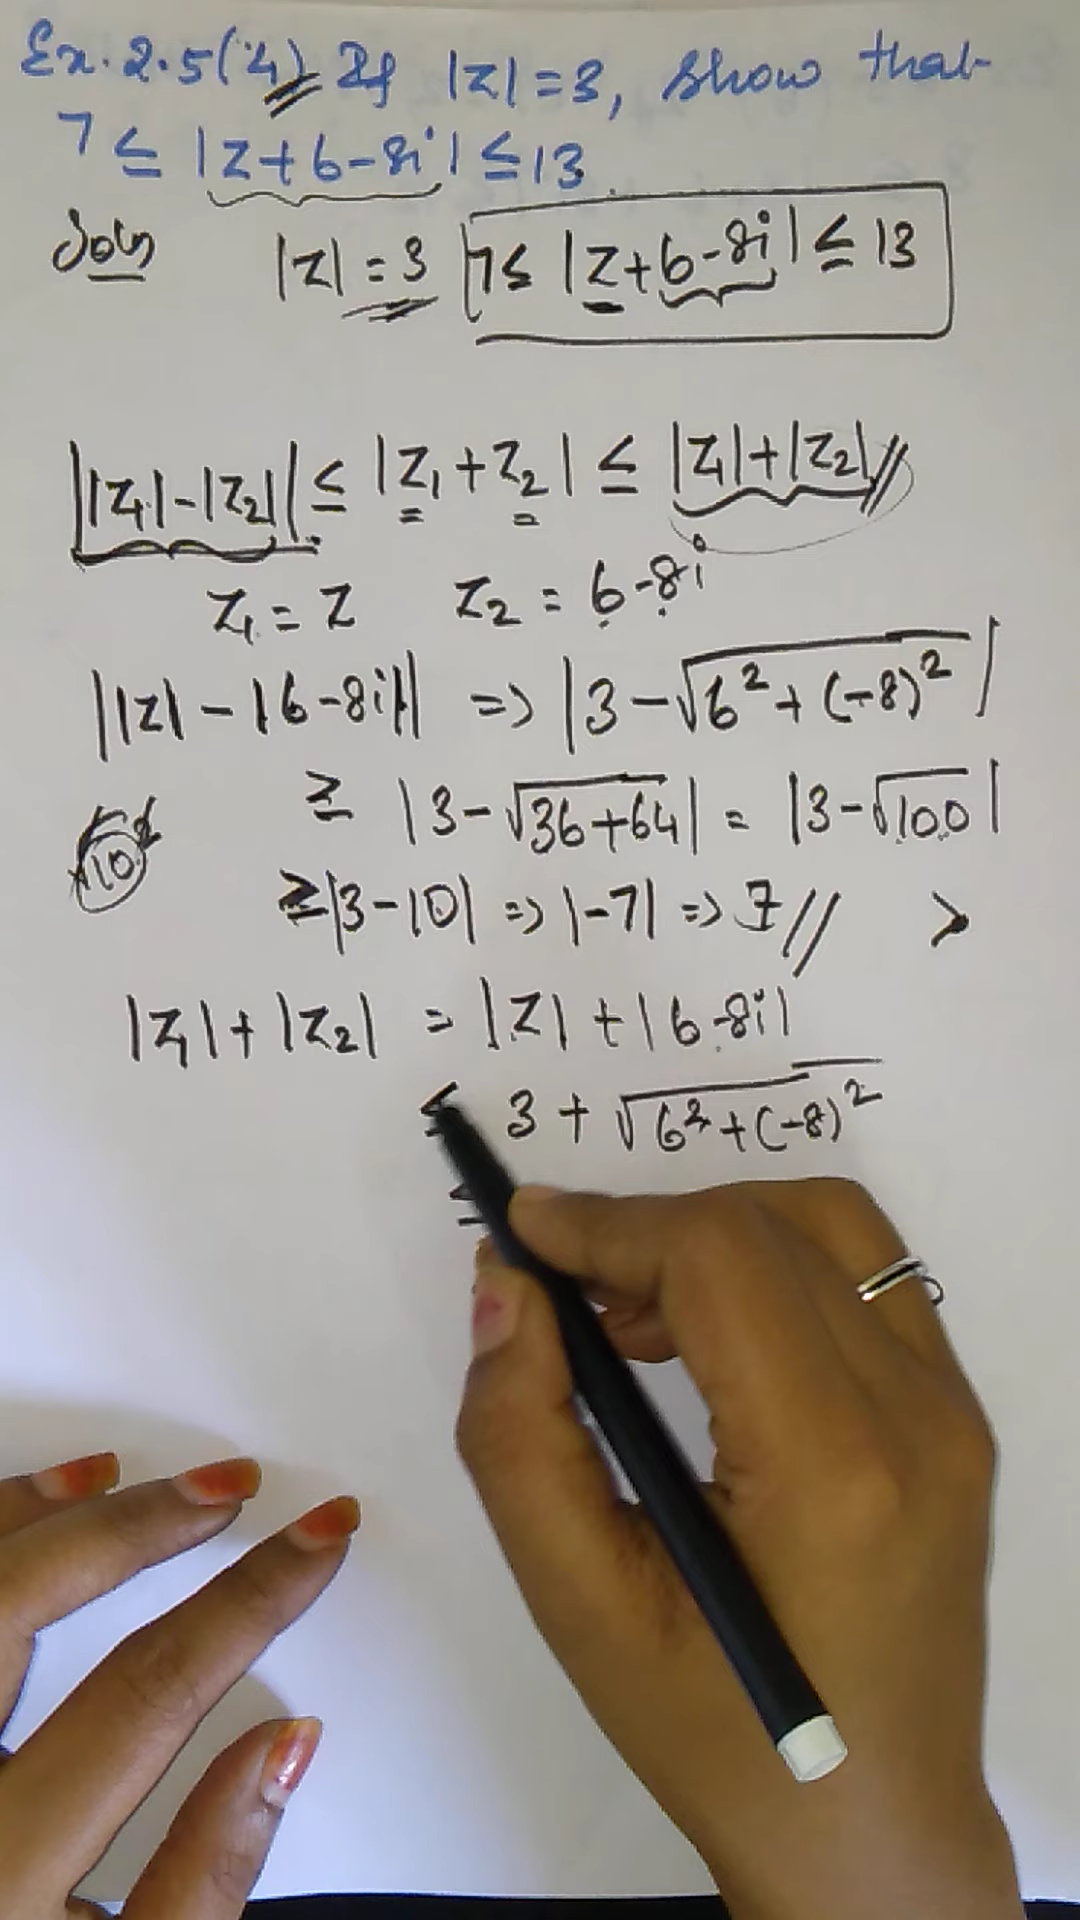 Ex. 2.5(4) If |z| = 3, show that
7 ≤ |z+6-8i| ≤ 13
Soln |z| = 3 7 ≤ |z+6-8i| ≤ 13
||z₁|-|z₂|| ≤ |z₁+z₂| ≤ |z₁|+|z₂|//
z₁ = z z₂ = 6-8i
||z|-|6-8i|| => |3-√6²+(-8)²|
≥ |3-√36+64| = |3-√100|
10
≥ |3-10| => |-7| => 7// >
|z₁|+|z₂| = |z|+|6-8i|
≤ 3+√6²+(-8)²
≤